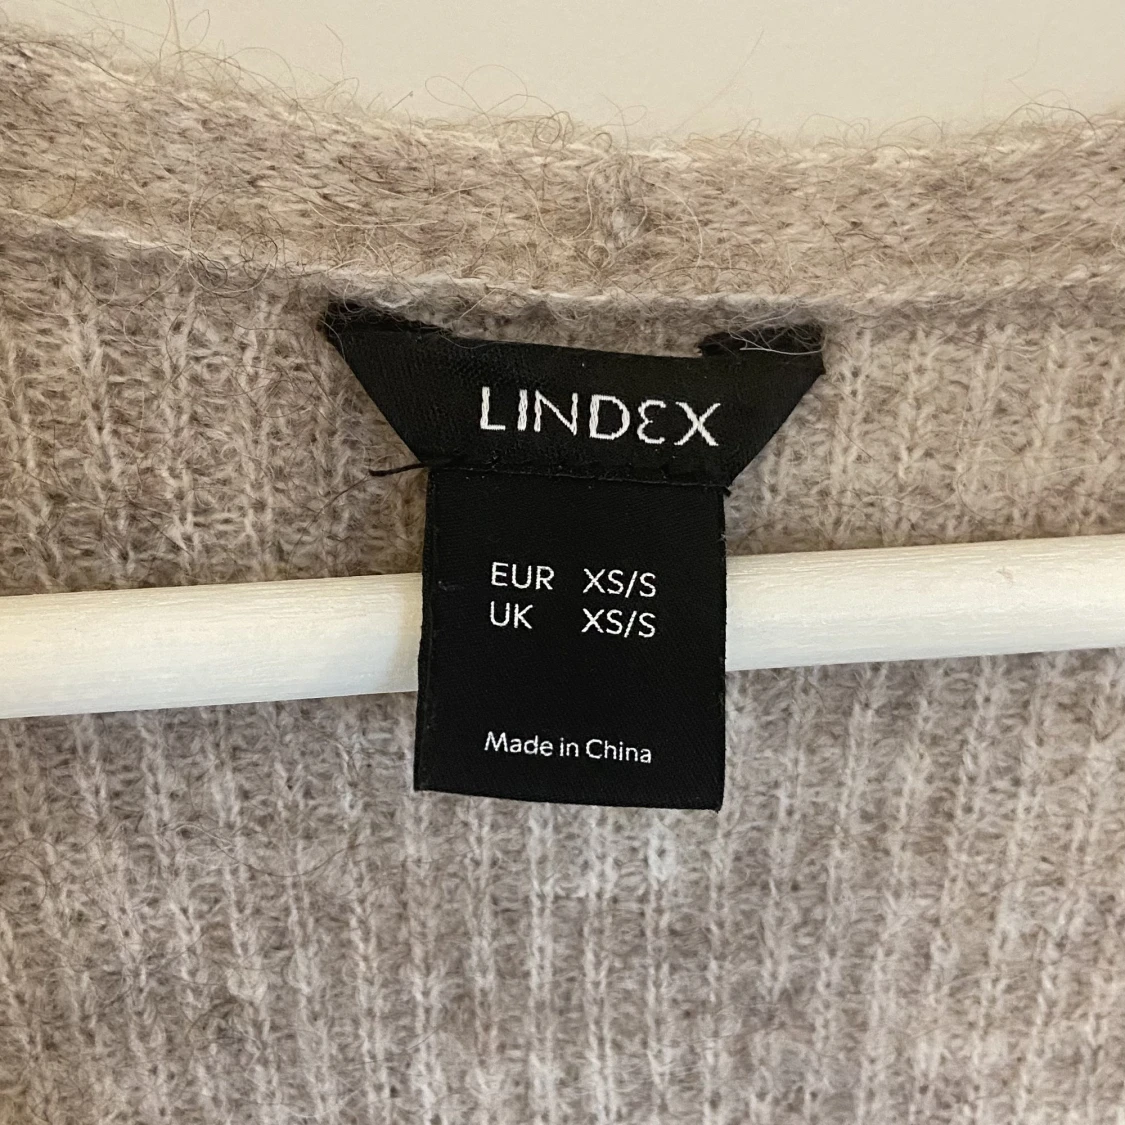 LINDEX
EUR XS/S
UK XS/S
Made in China